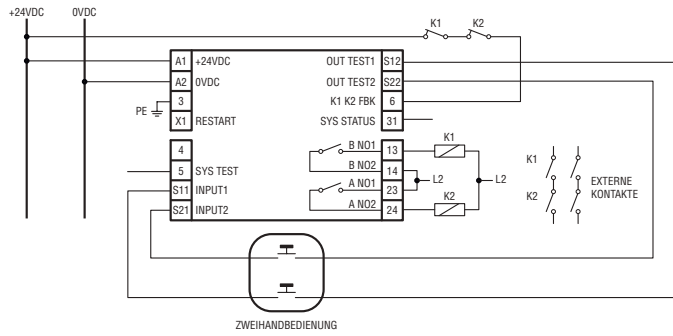 +24VDC 0VDC
K1 K2
A1 +24VDC OUT TEST1 S12
A2 0VDC OUT TEST2 S22
PE 3 K1 K2 FBK 6
X1 RESTART SYS STATUS 31
4 B NO1 13 K1
5 SYS TEST B NO2 14 L2 L2
S11 INPUT1 A NO1 23
S21 INPUT2 A NO2 24 K2
K1
K2
EXTERNE
KONTAKTE
ZWEIHANDBEDIENUNG